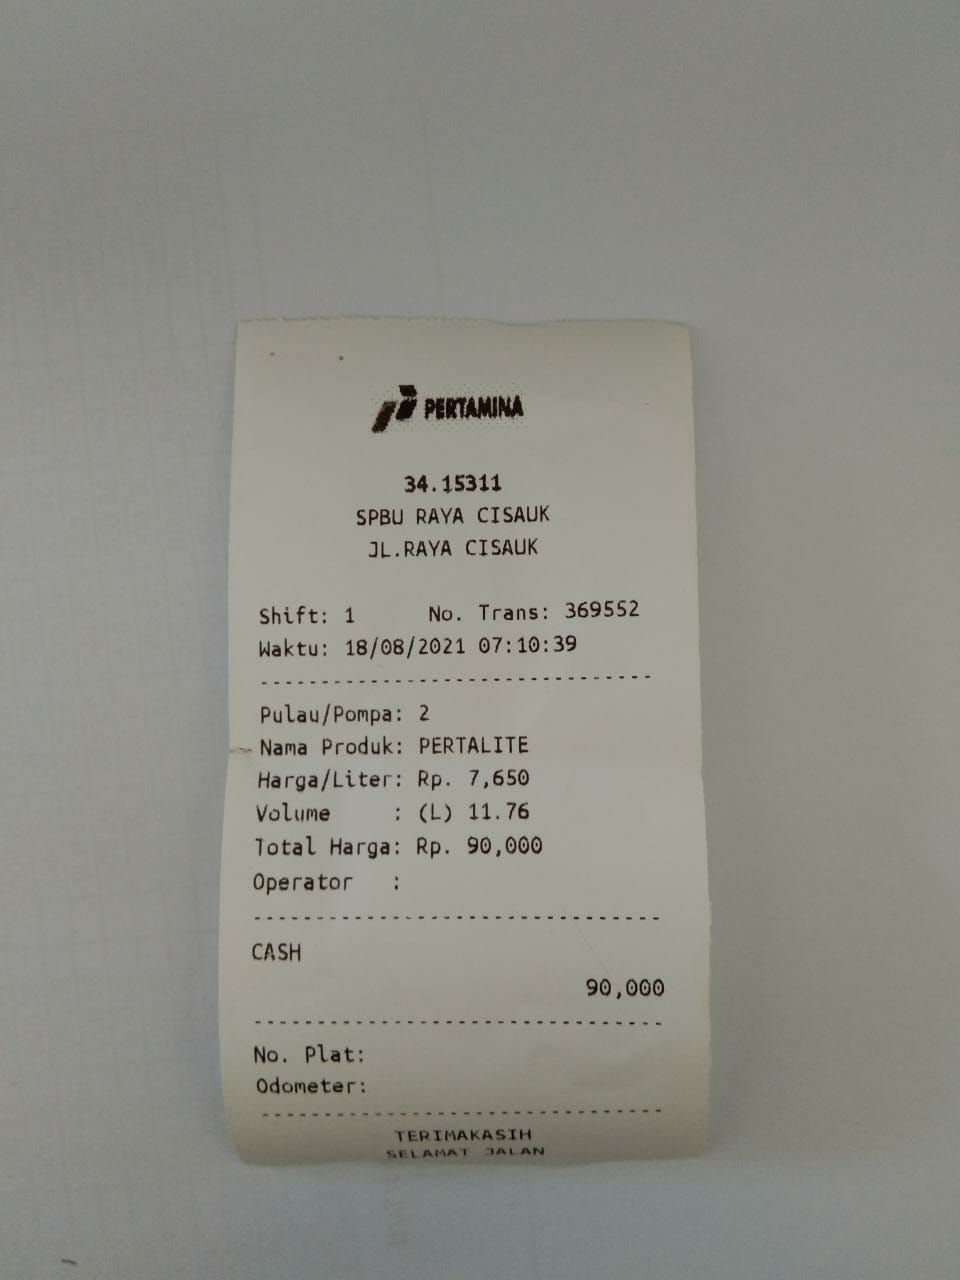 PERTAMINA
34.15311
SPBU RAYA CISAUK
JL.RAYA CISAUK
Shift: 1 No. Trans: 369552
Waktu: 18/08/2021 07:10:39
--------------------------------
Pulau/Pompa: 2
Nama Produk: PERTALITE
Harga/Liter: Rp. 7,650
Volume : (L) 11.76
Total Harga: Rp. 90,000
Operator :
--------------------------------
CASH
90,000
--------------------------------
No. Plat:
Odometer:
--------------------------------
TERIMAKASIH
SELAMAT JALAN